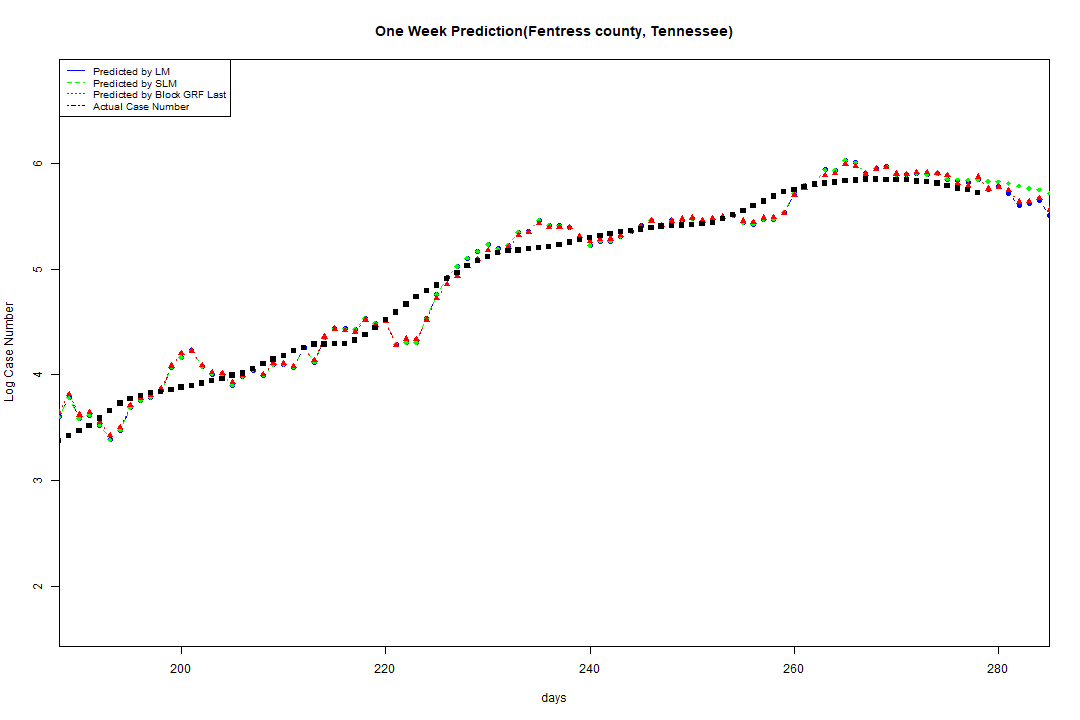 One Week Prediction(Fentress county, Tennessee)
Predicted by LM
Predicted by SLM
Predicted by Block GRF Last
Actual Case Number
6
5
4
3
2
Log Case Number
200 220 240 260 280
days